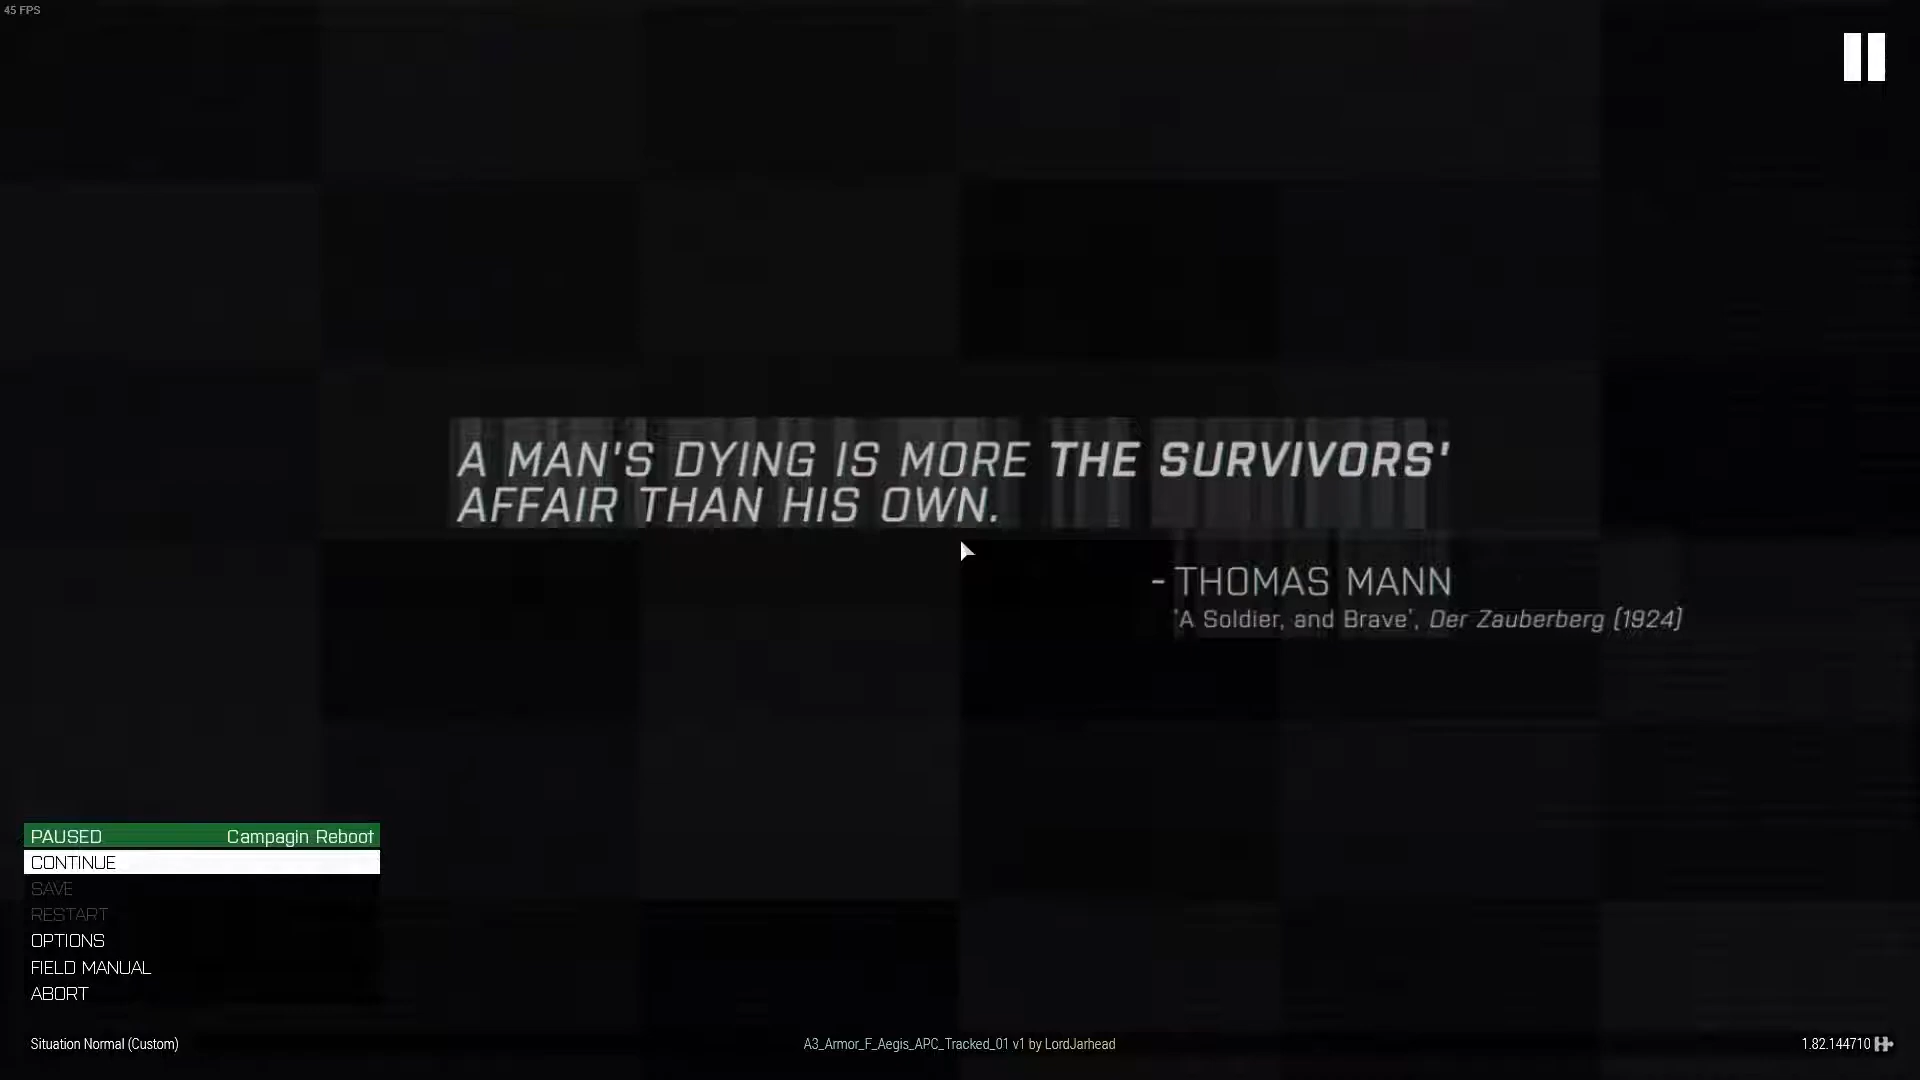 45 FPS
A MAN'S DYING IS MORE THE SURVIVORS'
AFFAIR THAN HIS OWN.
- THOMAS MANN
'A Soldier, and Brave', Der Zauberberg (1924)
PAUSED Campagin Reboot
CONTINUE
SAVE
RESTART
OPTIONS
FIELD MANUAL
ABORT
Situation Normal (Custom)
A3_Armor_F_Aegis_APC_Tracked_01 v1 by LordJarhead
1.82.144710